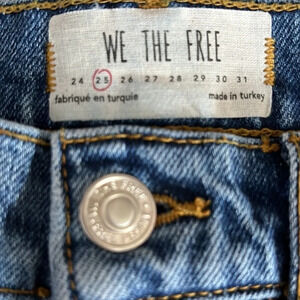 WE THE FREE
24 25 26 27 28 29 30 31
fabriqué en turquie made in turkey